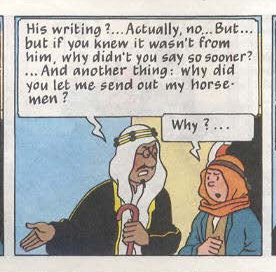 His writing?...Actually, no...But...
but if you knew it wasn't from
him, why didn't you say so sooner?
...And another thing: why did
you let me send out my horse-
men?
Why?...